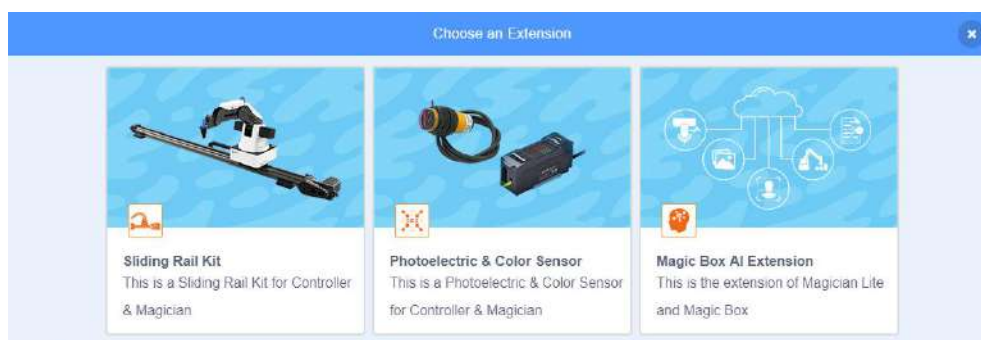 Choose an Extension
Sliding Rail Kit
This is a Sliding Rail Kit for Controller
& Magician
Photoelectric & Color Sensor
This is a Photoelectric & Color Sensor
for Controller & Magician
Magic Box AI Extension
This is the extension of Magician Lite
and Magic Box